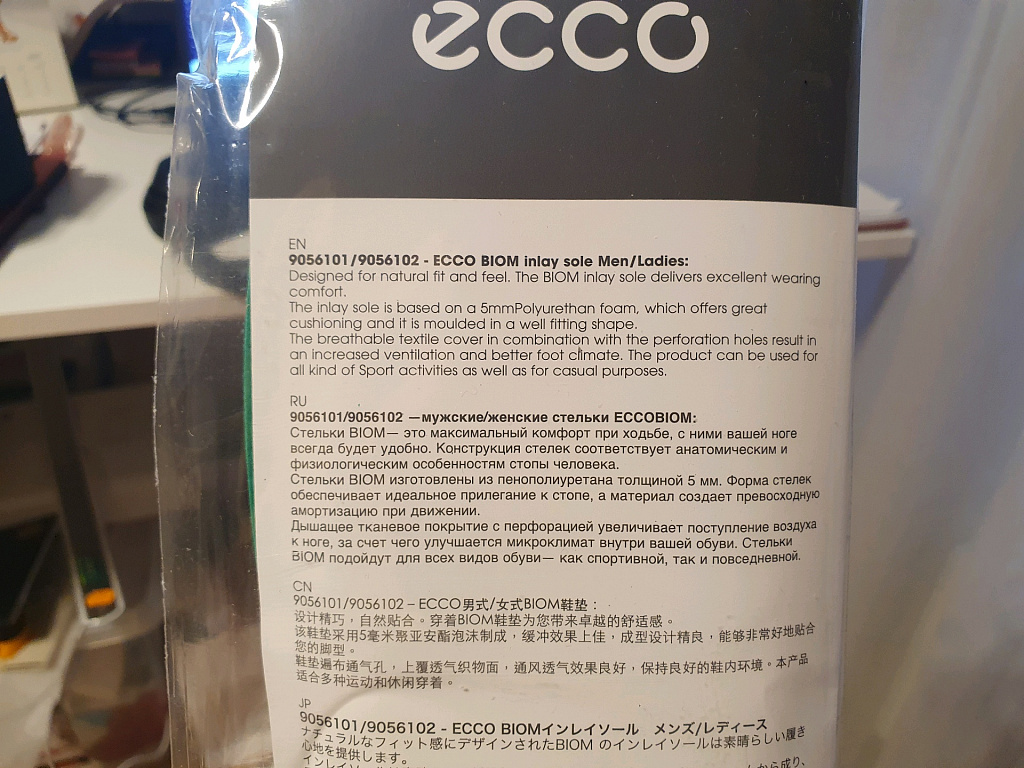 ecco
EN
9056101/9056102 - ECCO BIOM inlay sole Men/Ladies:
Designed for natural fit and feel. The BIOM inlay sole delivers excellent wearing
comfort.
The inlay sole is based on a 5mmPolyurethan foam, which offers great
cushioning and it is moulded in a well fitting shape.
The breathable textile cover in combination with the perforation holes result in
an increased ventilation and better foot climate. The product can be used for
all kind of Sport activities as well as for casual purposes.
RU
9056101/9056102 —мужские/женские стельки ECCOBIOM:
Стельки BIOM— это максимальный комфорт при ходьбе, с ними вашей ноге
всегда будет удобно. Конструкция стелек соответствует анатомическим и
физиологическим особенностям стопы человека.
Стельки BIOM изготовлены из пенополиуретана толщиной 5 мм. Форма стелек
обеспечивает идеальное прилегание к стопе, а материал создает превосходную
амортизацию при движении.
Дышащее тканевое покрытие с перфорацией увеличивает поступление воздуха
к ноге, за счет чего улучшается микроклимат внутри вашей обуви. Стельки
BIOM подойдут для всех видов обуви— как спортивной, так и повседневной.
CN
9056101/9056102 – ECCO男式/女式BIOM鞋垫：
设计精巧，自然贴合。穿着BIOM鞋垫为您带来卓越的舒适感。
该鞋垫采用5毫米聚亚安酯泡沫制成，缓冲效果上佳，成型设计精良，能够非常好地贴合
您的脚型。
鞋垫遍布通气孔，上覆透气织物面，通风透气效果良好，保持良好的鞋内环境。本产品
适合多种运动和休闲穿着。
JP
9056101/9056102 - ECCO BIOMインレイソール　メンズ/レディース
ナチュラルなフィット感にデザインされたBIOM のインレイソールは素晴らしい履き
心地を提供します。
から成り、